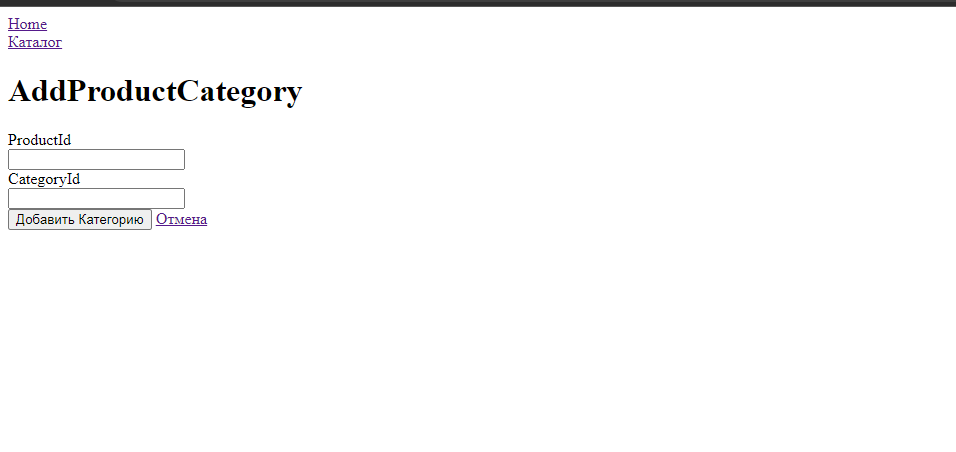 Home
Каталог
AddProductCategory
ProductId
CategoryId
Добавить Категорию Отмена